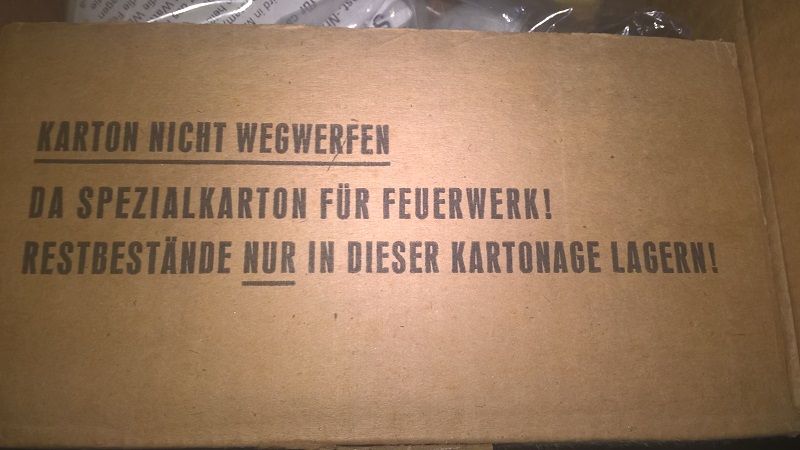 KARTON NICHT WEGWERFEN
DA SPEZIALKARTON FÜR FEUERWERK!
RESTBESTÄNDE NUR IN DIESER KARTONAGE LAGERN!